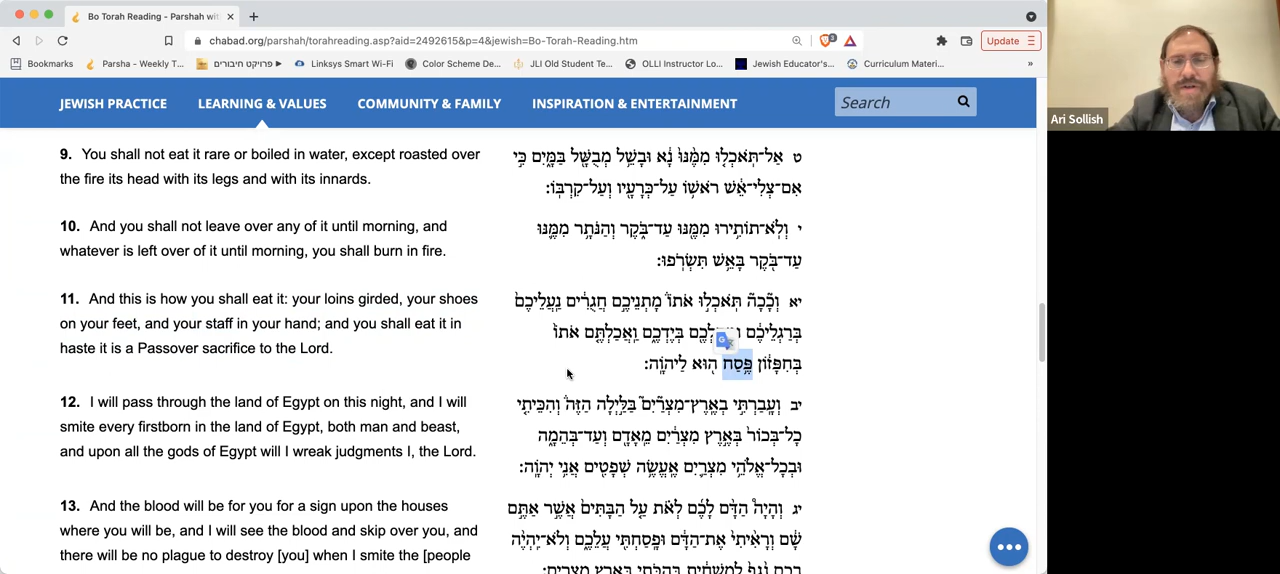 Bo Torah Reading - Parshah wit
chabad.org/parshah/torahreading.asp?aid=2492615&p=4&jewish=Bo-Torah-Reading.htm
3
Update
Bookmarks
Parsha - Weekly T...
פרויקט חיבורים
Linksys Smart Wi-Fi
Color Scheme De...
JLI Old Student Te...
OLLI Instructor Lo...
Jewish Educator's...
Curriculum Materi...
»
JEWISH PRACTICE
LEARNING & VALUES
COMMUNITY & FAMILY
INSPIRATION & ENTERTAINMENT
Search
Ari Sollish
9. You shall not eat it rare or boiled in water, except roasted over
the fire its head with its legs and with its innards.
ט אַל־תֹּֽאכְל֤וּ מִמֶּ֨נּוּ֙ נָ֔א וּבָשֵׁ֥ל מְבֻשָּׁ֖ל בַּמָּ֑יִם כִּ֣י
אִם־צְלִי־אֵ֔שׁ רֹאשׁ֥וֹ עַל־כְּרָעָ֖יו וְעַל־קִרְבּֽוֹ:
10. And you shall not leave over any of it until morning, and
whatever is left over of it until morning, you shall burn in fire.
י וְלֹֽא־תוֹתִ֥ירוּ מִמֶּ֖נּוּ עַד־בֹּ֑קֶר וְהַנֹּתָ֥ר מִמֶּ֛נּוּ
עַד־בֹּ֖קֶר בָּאֵ֥שׁ תִּשְׂרֹֽפוּ:
11. And this is how you shall eat it: your loins girded, your shoes
on your feet, and your staff in your hand; and you shall eat it in
haste it is a Passover sacrifice to the Lord.
יא וְכָ֘כָה֘ תֹּֽאכְל֣וּ אֹתוֹ֒ מָתְנֵיכֶ֣ם חֲגֻרִ֔ים נַֽעֲלֵיכֶם֙
בְּרַגְלֵיכֶ֔ם בְּיֶדְכֶ֑ם וַֽאֲכַלְתֶּ֤ם אֹתוֹ֙
בְּחִפָּז֔וֹן פֶּ֥סַח ה֖וּא לַֽיהוָֹֽה:
12. I will pass through the land of Egypt on this night, and I will
smite every firstborn in the land of Egypt, both man and beast,
and upon all the gods of Egypt will I wreak judgments I, the Lord.
יב וְעָֽבַרְתִּ֣י בְאֶֽרֶץ־מִצְרַ֘יִם֘ בַּלַּ֣יְלָה הַזֶּה֒ וְהִכֵּיתִ֤י
כָל־בְּכוֹר֙ בְּאֶ֣רֶץ מִצְרַ֔יִם מֵֽאָדָ֖ם וְעַד־בְּהֵמָ֑ה
וּבְכָל־אֱלֹהֵ֥י מִצְרַ֛יִם אֶֽעֱשֶׂ֥ה שְׁפָטִ֖ים אֲנִ֥י יְהוָֹֽה:
13. And the blood will be for you for a sign upon the houses
where you will be, and I will see the blood and skip over you, and
there will be no plague to destroy [you] when I smite the [people
יג וְהָיָה֩ הַדָּ֨ם לָכֶ֜ם לְאֹ֗ת עַ֤ל הַבָּתִּים֙ אֲשֶׁ֣ר אַתֶּ֣ם
שָׁ֔ם וְרָאִ֨יתִי֙ אֶת־הַדָּ֔ם וּפָֽסַחְתִּ֖י עֲלֵכֶ֑ם וְלֹא־יִֽהְיֶ֨ה